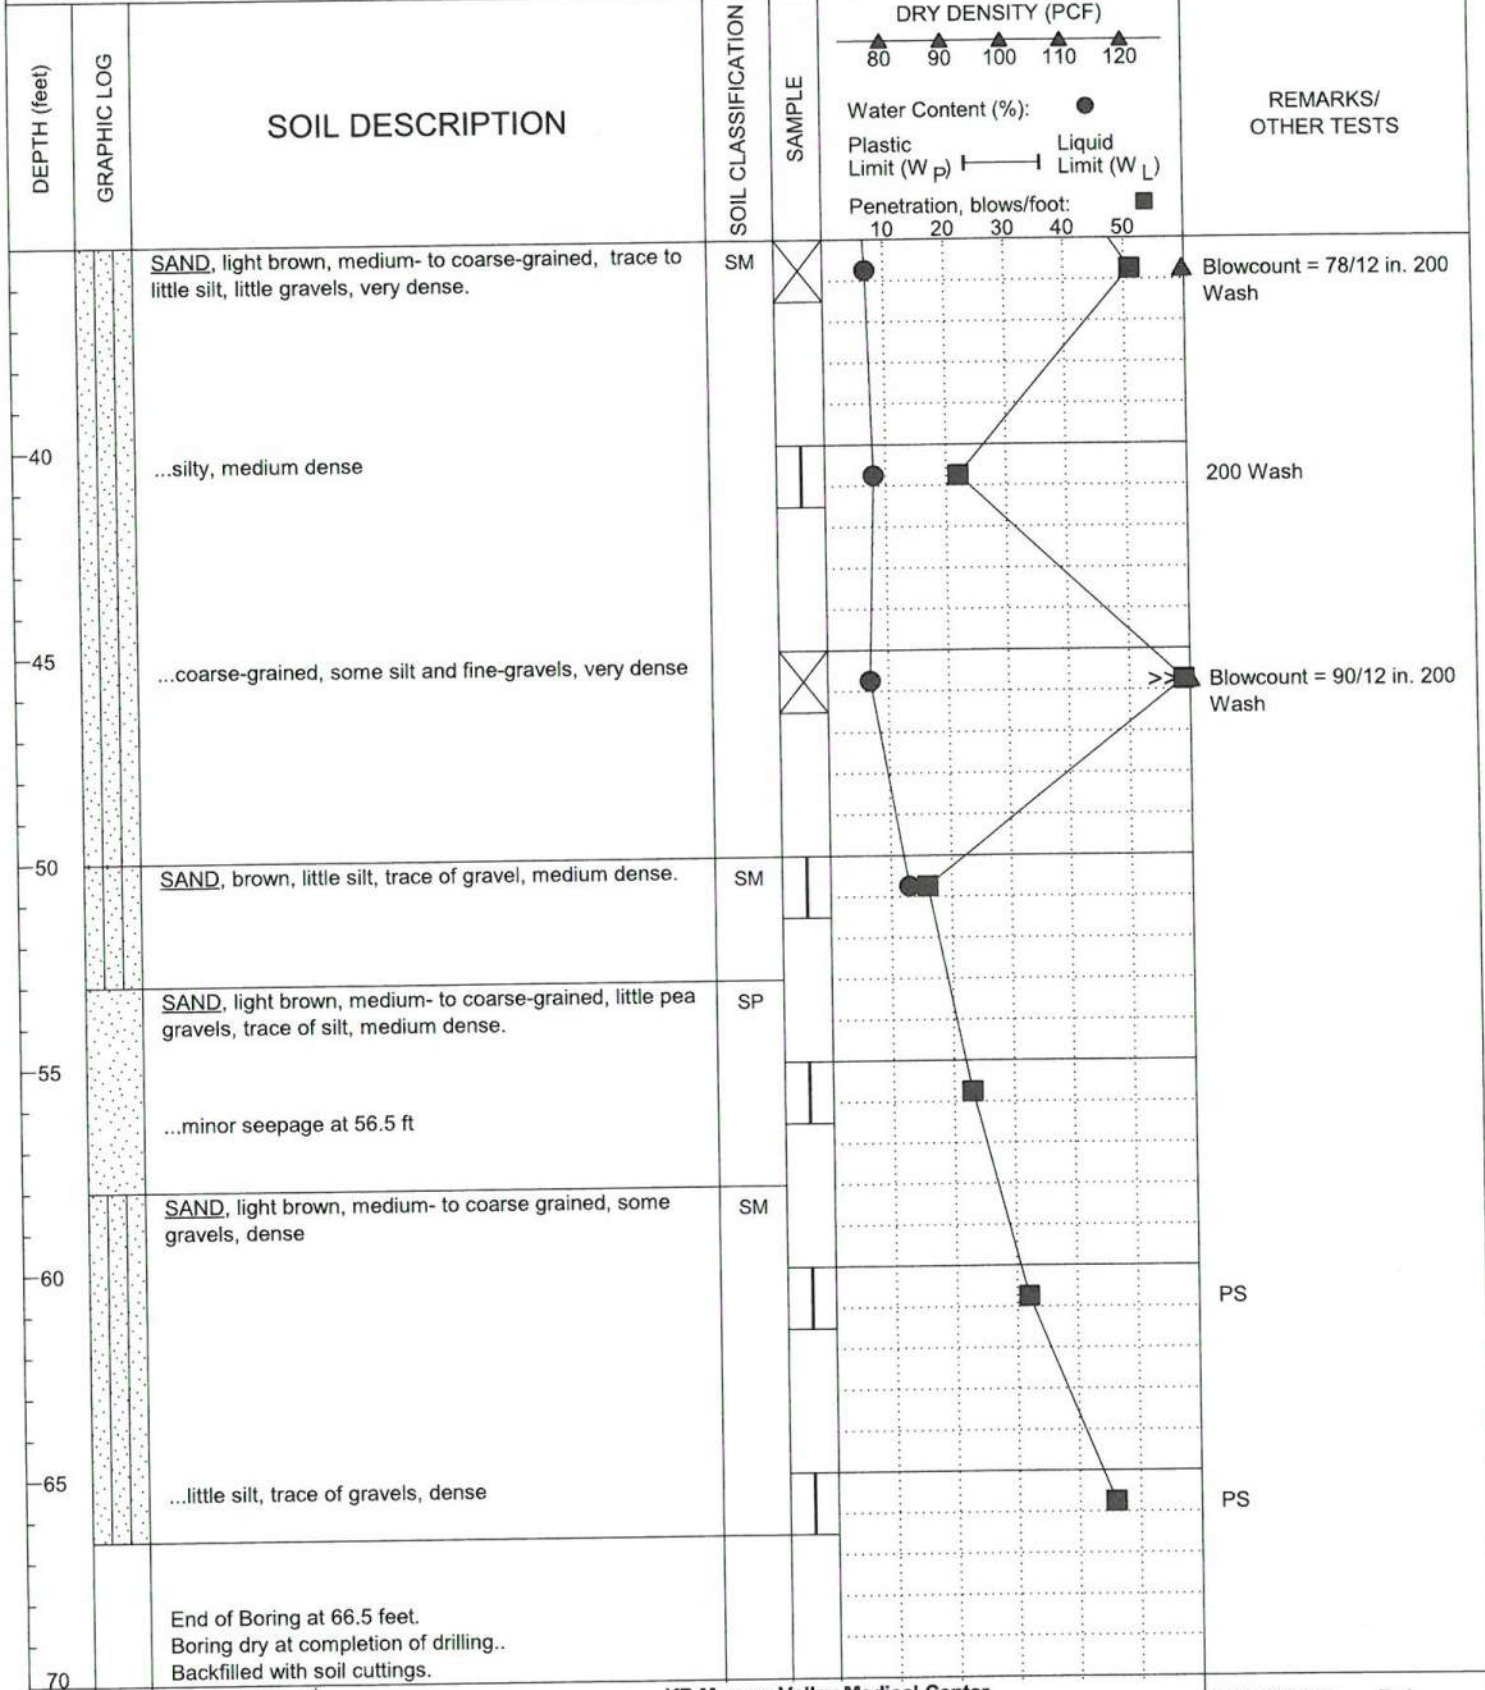 DEPTH (feet)
GRAPHIC LOG
SOIL DESCRIPTION
SOIL CLASSIFICATION
SAMPLE
DRY DENSITY (PCF)
80 90 100 110 120
Water Content (%):
Plastic Limit (W P)
Liquid Limit (W L)
Penetration, blows/foot:
10 20 30 40 50
REMARKS/
OTHER TESTS
SAND, light brown, medium- to coarse-grained, trace to
little silt, little gravels, very dense.
SM
Blowcount = 78/12 in. 200
Wash
40
...silty, medium dense
200 Wash
45
...coarse-grained, some silt and fine-gravels, very dense
>>
Blowcount = 90/12 in. 200
Wash
50
SAND, brown, little silt, trace of gravel, medium dense.
SM
SAND, light brown, medium- to coarse-grained, little pea
gravels, trace of silt, medium dense.
SP
55
...minor seepage at 56.5 ft
SAND, light brown, medium- to coarse grained, some
gravels, dense
SM
60
PS
65
...little silt, trace of gravels, dense
PS
End of Boring at 66.5 feet.
Boring dry at completion of drilling..
Backfilled with soil cuttings.
70
Valley Medical Center